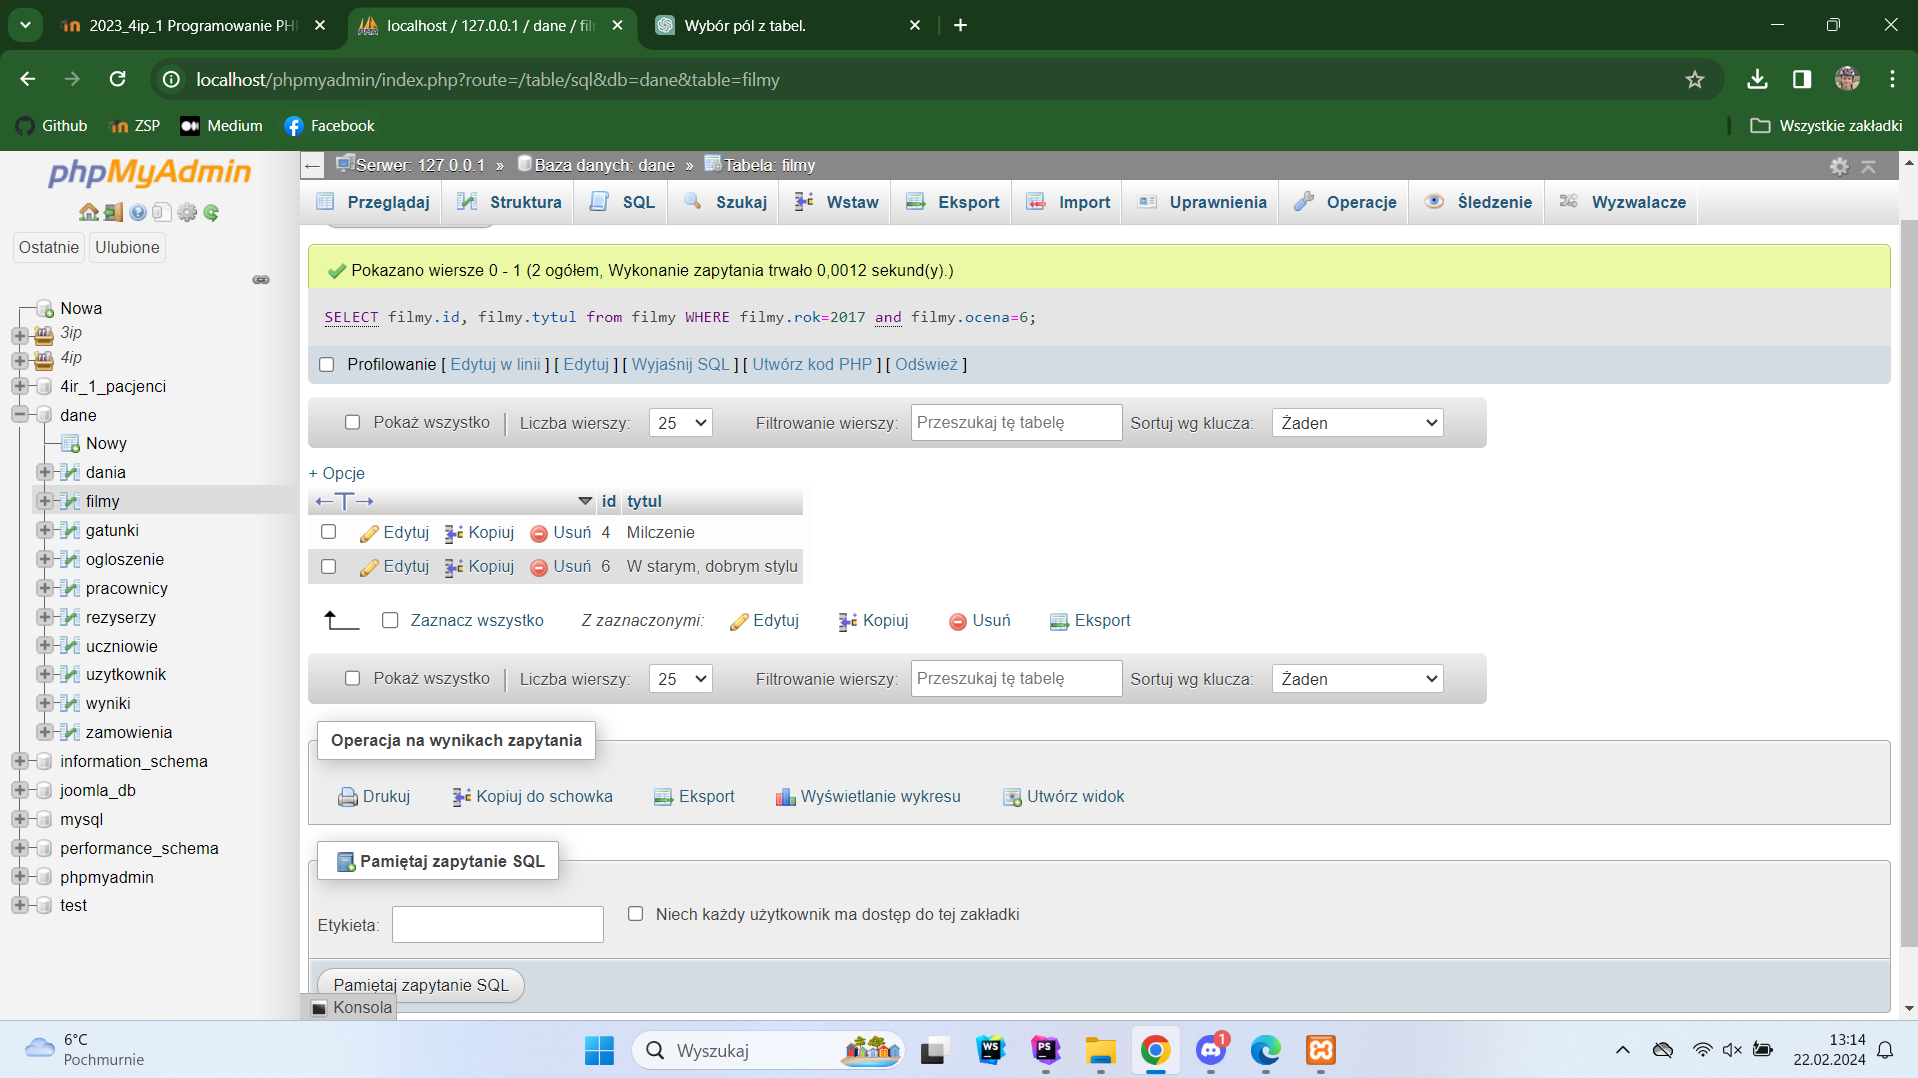 2023_4ip_1 Programowanie PHP
localhost / 127.0.0.1 / dane / fil
Wybór pól z tabel.
localhost/phpmyadmin/index.php?route=/table/sql&db=dane&table=filmy
Github
ZSP
Medium
Facebook
Wszystkie zakładki
phpMyAdmin
Ostatnie
Ulubione
Nowa
3ip
4ip
4ir_1_pacjenci
dane
Nowy
dania
filmy
gatunki
ogloszenie
pracownicy
rezyserzy
uczniowie
uzytkownik
wyniki
zamowienia
information_schema
joomla_db
mysql
performance_schema
phpmyadmin
test
Serwer: 127.0.0.1 » Baza danych: dane » Tabela: filmy
Przeglądaj Struktura SQL Szukaj Wstaw Eksport Import Uprawnienia Operacje Śledzenie Wyzwalacze
Pokazano wiersze 0 - 1 (2 ogółem, Wykonanie zapytania trwało 0,0012 sekund(y).)
SELECT filmy.id, filmy.tytul from filmy WHERE filmy.rok=2017 and filmy.ocena=6;
Profilowanie [ Edytuj w linii ] [ Edytuj ] [ Wyjaśnij SQL ] [ Utwórz kod PHP ] [ Odśwież ]
Pokaż wszystko | Liczba wierszy: 25 Filtrowanie wierszy: Przeszukaj tę tabelę Sortuj wg klucza: Żaden
+ Opcje
←T→ id tytul
Edytuj Kopiuj Usuń 4 Milczenie
Edytuj Kopiuj Usuń 6 W starym, dobrym stylu
Zaznacz wszystko Z zaznaczonymi: Edytuj Kopiuj Usuń Eksport
Pokaż wszystko | Liczba wierszy: 25 Filtrowanie wierszy: Przeszukaj tę tabelę Sortuj wg klucza: Żaden
Operacja na wynikach zapytania
Drukuj Kopiuj do schowka Eksport Wyświetlanie wykresu Utwórz widok
Pamiętaj zapytanie SQL
Etykieta: Niech każdy użytkownik ma dostęp do tej zakładki
Pamiętaj zapytanie SQL
Konsola
6°C
Pochmurnie
Wyszukaj
WS
PS
1
13:14
22.02.2024